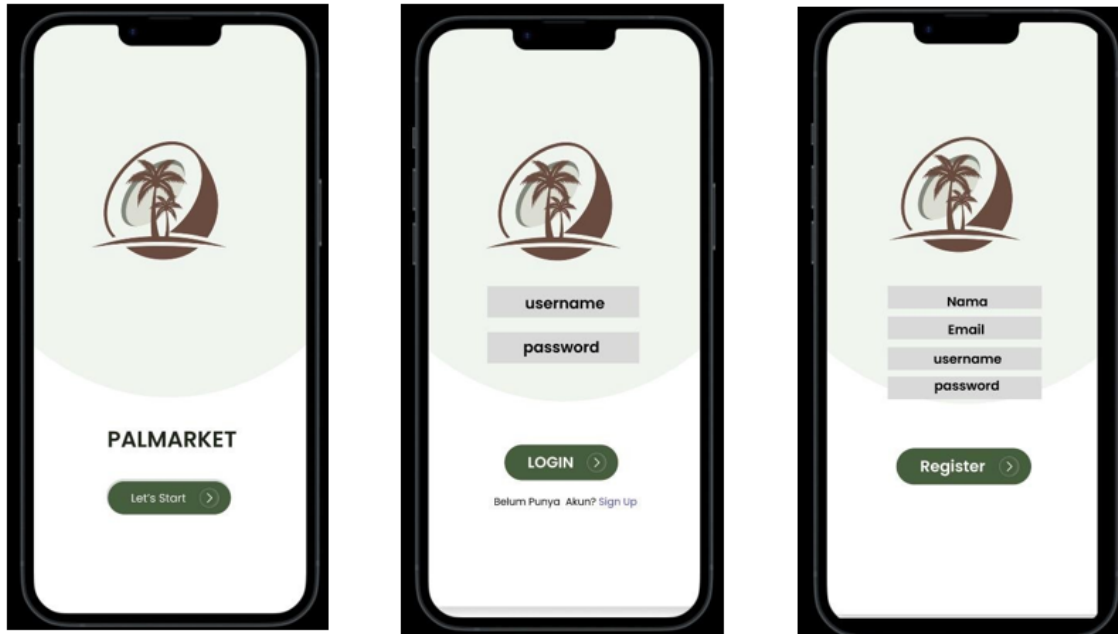 PALMARKET
Let's Start
username
password
LOGIN
Belum Punya Akun? Sign Up
Nama
Email
username
password
Register